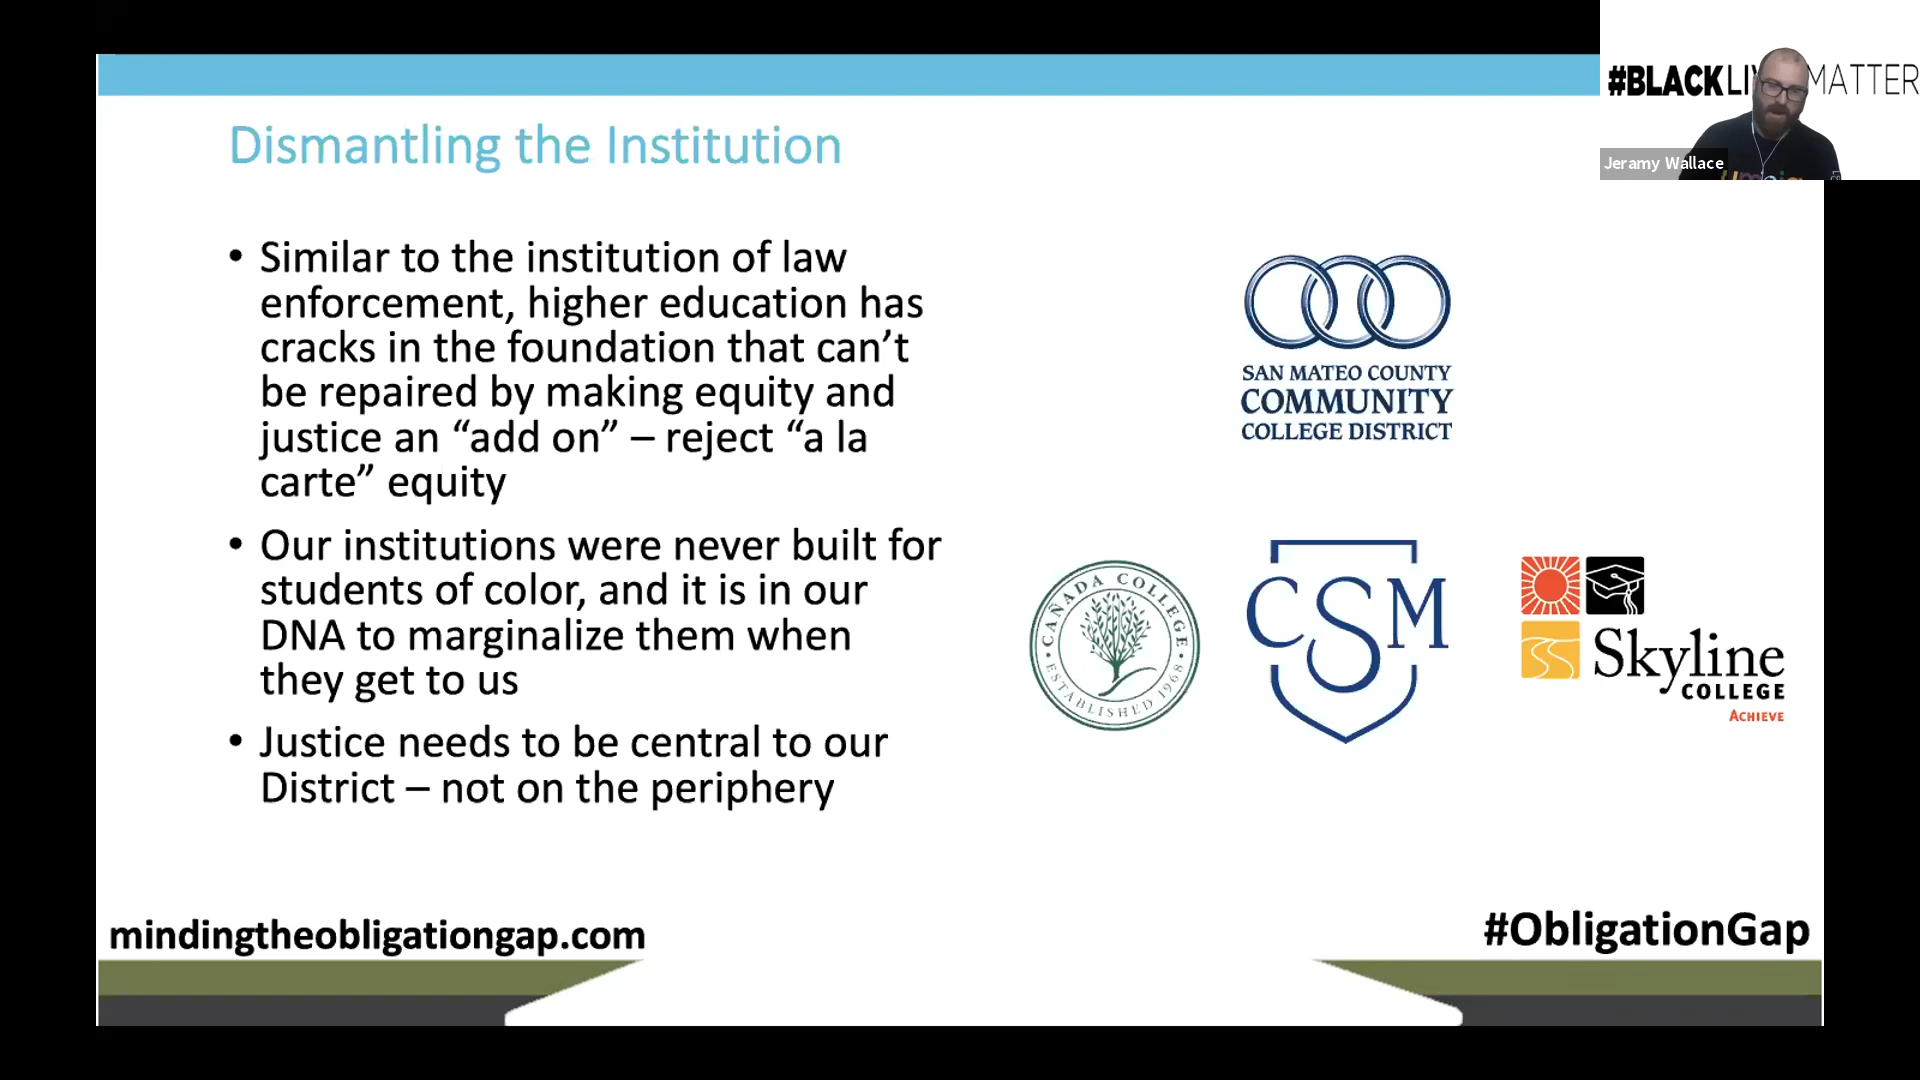 #BLACKLIVESMATTER
Jeramy Wallace
Dismantling the Institution
• Similar to the institution of law
enforcement, higher education has
cracks in the foundation that can’t
be repaired by making equity and
justice an “add on” – reject “a la
carte” equity
• Our institutions were never built for
students of color, and it is in our
DNA to marginalize them when
they get to us
• Justice needs to be central to our
District – not on the periphery
SAN MATEO COUNTY
COMMUNITY
COLLEGE DISTRICT
CAÑADA COLLEGE
• ESTABLISHED 1968 •
CSM
Skyline
COLLEGE
ACHIEVE
mindingtheobligationgap.com
#ObligationGap